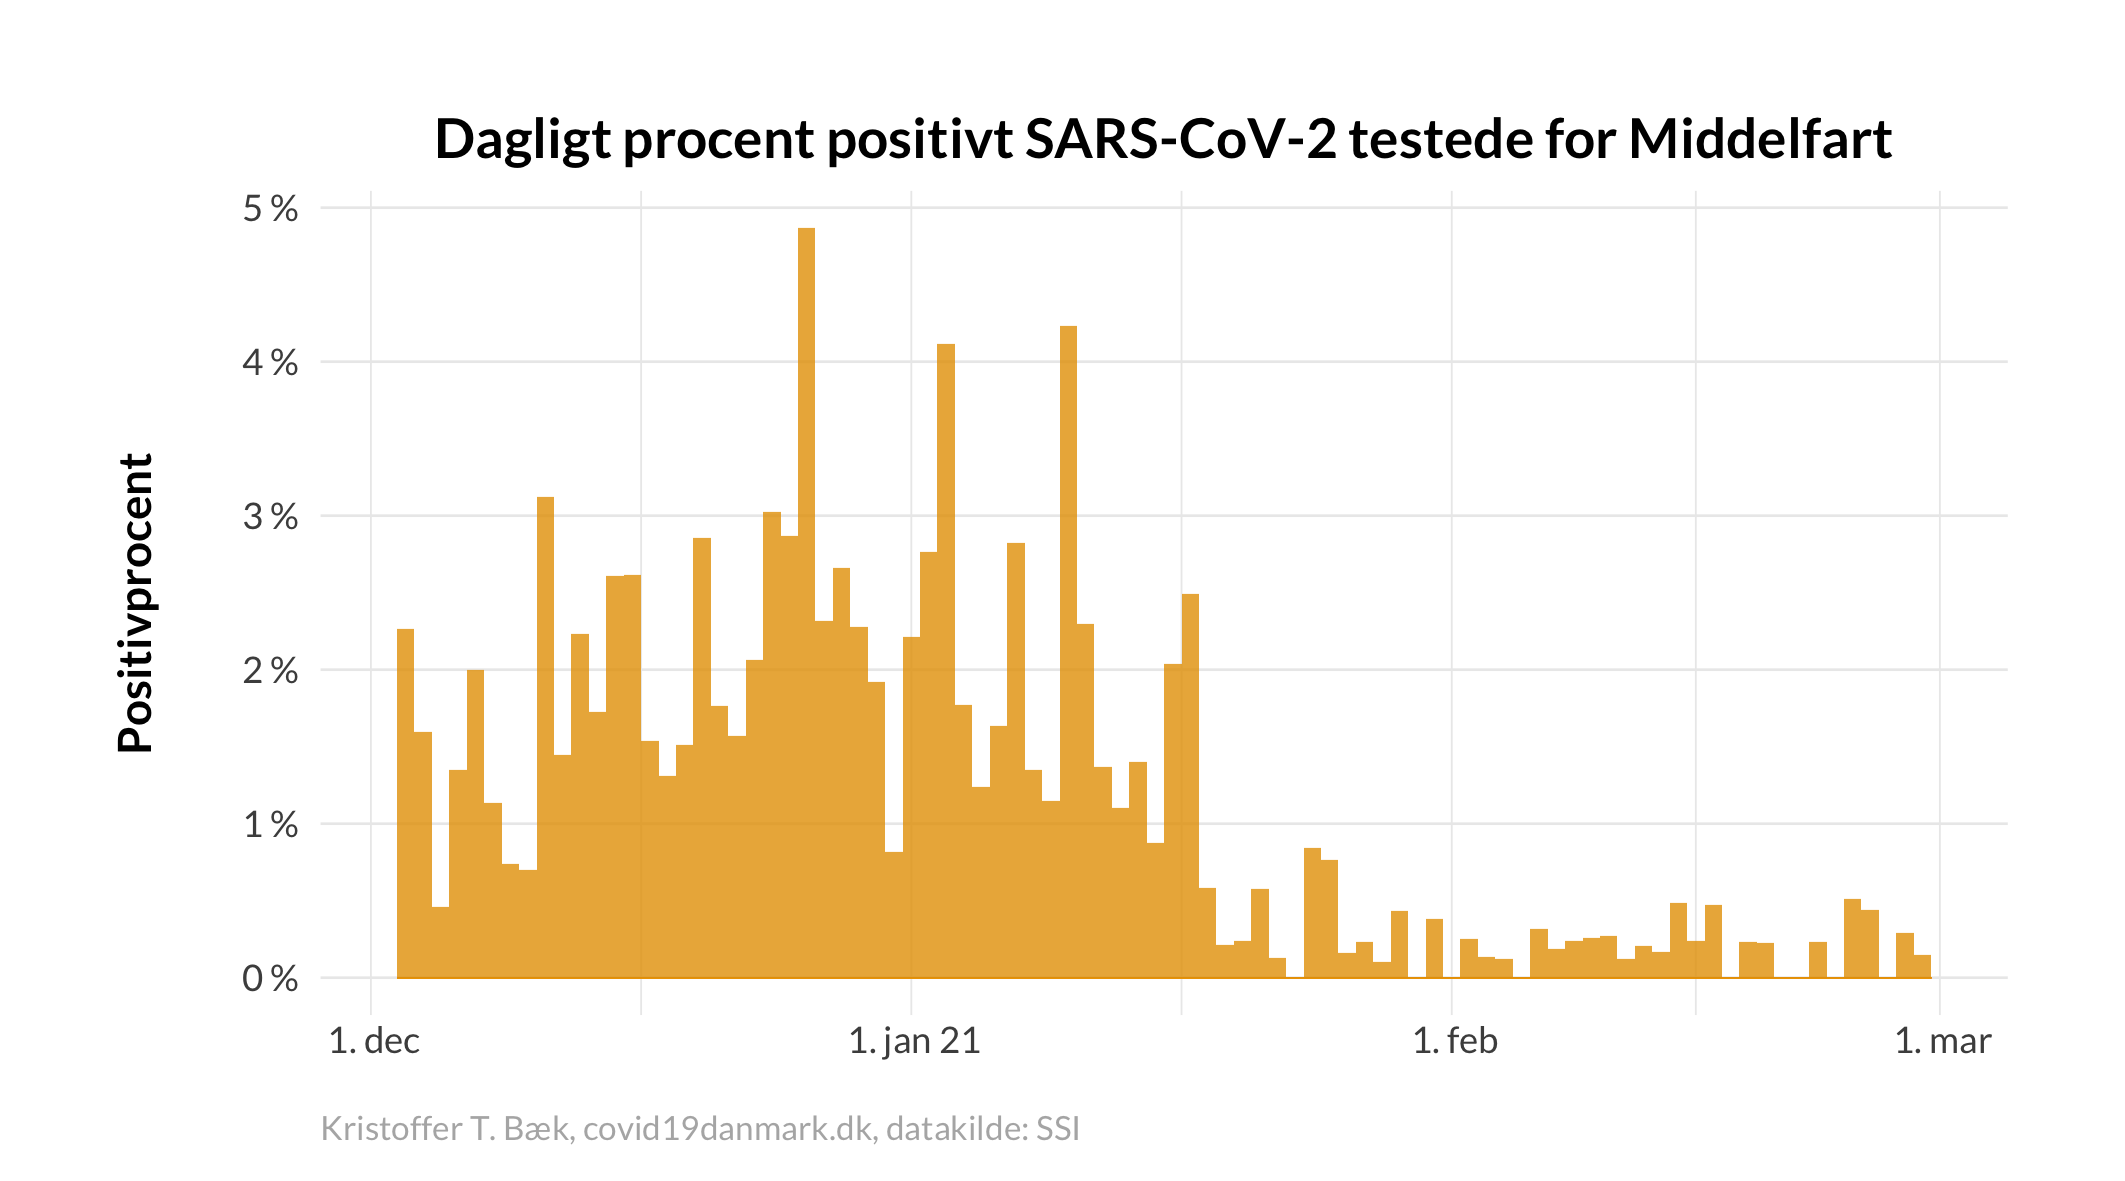 Dagligt procent positivt SARS-CoV-2 testede for Middelfart
Positivprocent
5 %
4 %
3 %
2 %
1 %
0 %
1. dec
1. jan 21
1. feb
1. mar
Kristoffer T. Bæk, covid19danmark.dk, datakilde: SSI